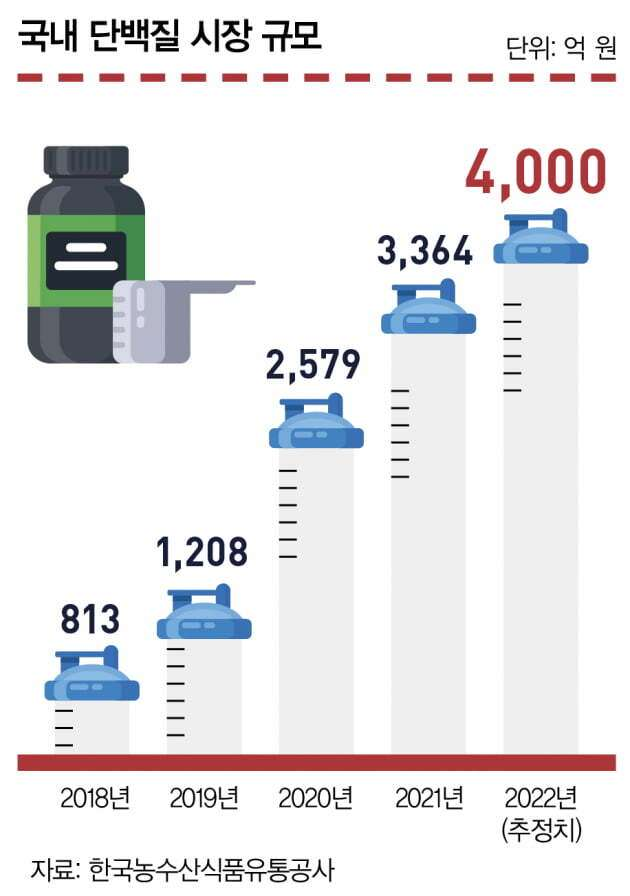 국내 단백질 시장 규모
단위: 억 원
4,000
3,364
2,579
1,208
813
2018년
2019년
2020년
2021년
2022년
(추정치)
자료: 한국농수산식품유통공사